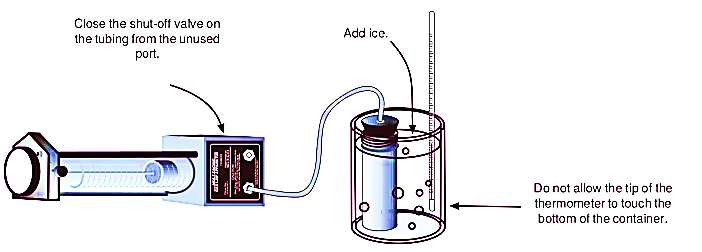 Close the shut-off valve on
the tubing from the unused
port.
Add ice.
Do not allow the tip of the
thermometer to touch the
bottom of the container.